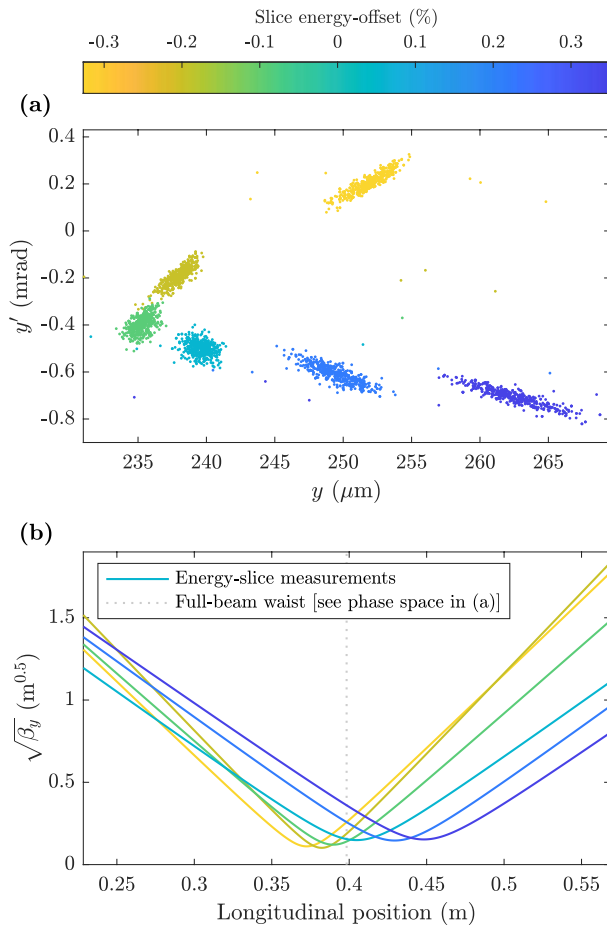 Slice energy-offset (%)
-0.3 -0.2 -0.1 0 0.1 0.2 0.3
(a)
0.4
0.2
0
-0.2
-0.4
-0.6
-0.8
y′ (mrad)
235 240 245 250 255 260 265
y (μm)
(b)
Energy-slice measurements
Full-beam waist [see phase space in (a)]
1.5
1
0.5
0
√βy (m^0.5)
0.25 0.3 0.35 0.4 0.45 0.5 0.55
Longitudinal position (m)